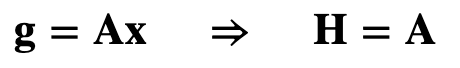 g = Ax ⇒ H = A